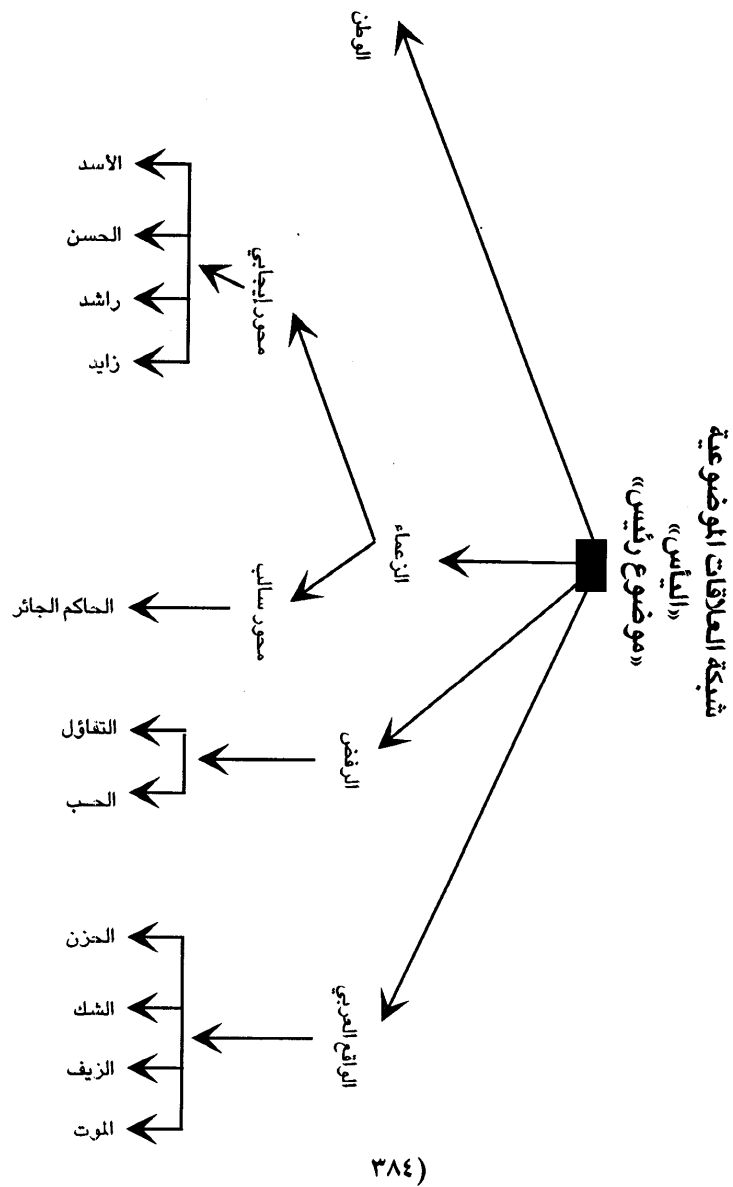 شبكة العلاقات الموضوعية
«اليأس»
«موضوع رئيس»
الوطن
الزعماء
محور إيجابي
الأسد
الحسن
راشد
زايد
محور سالب
الحاكم الجائر
الرفض
التفاؤل
الحب
الواقع العربي
الحزن
الشك
الزيف
الموت
(٣٨٤